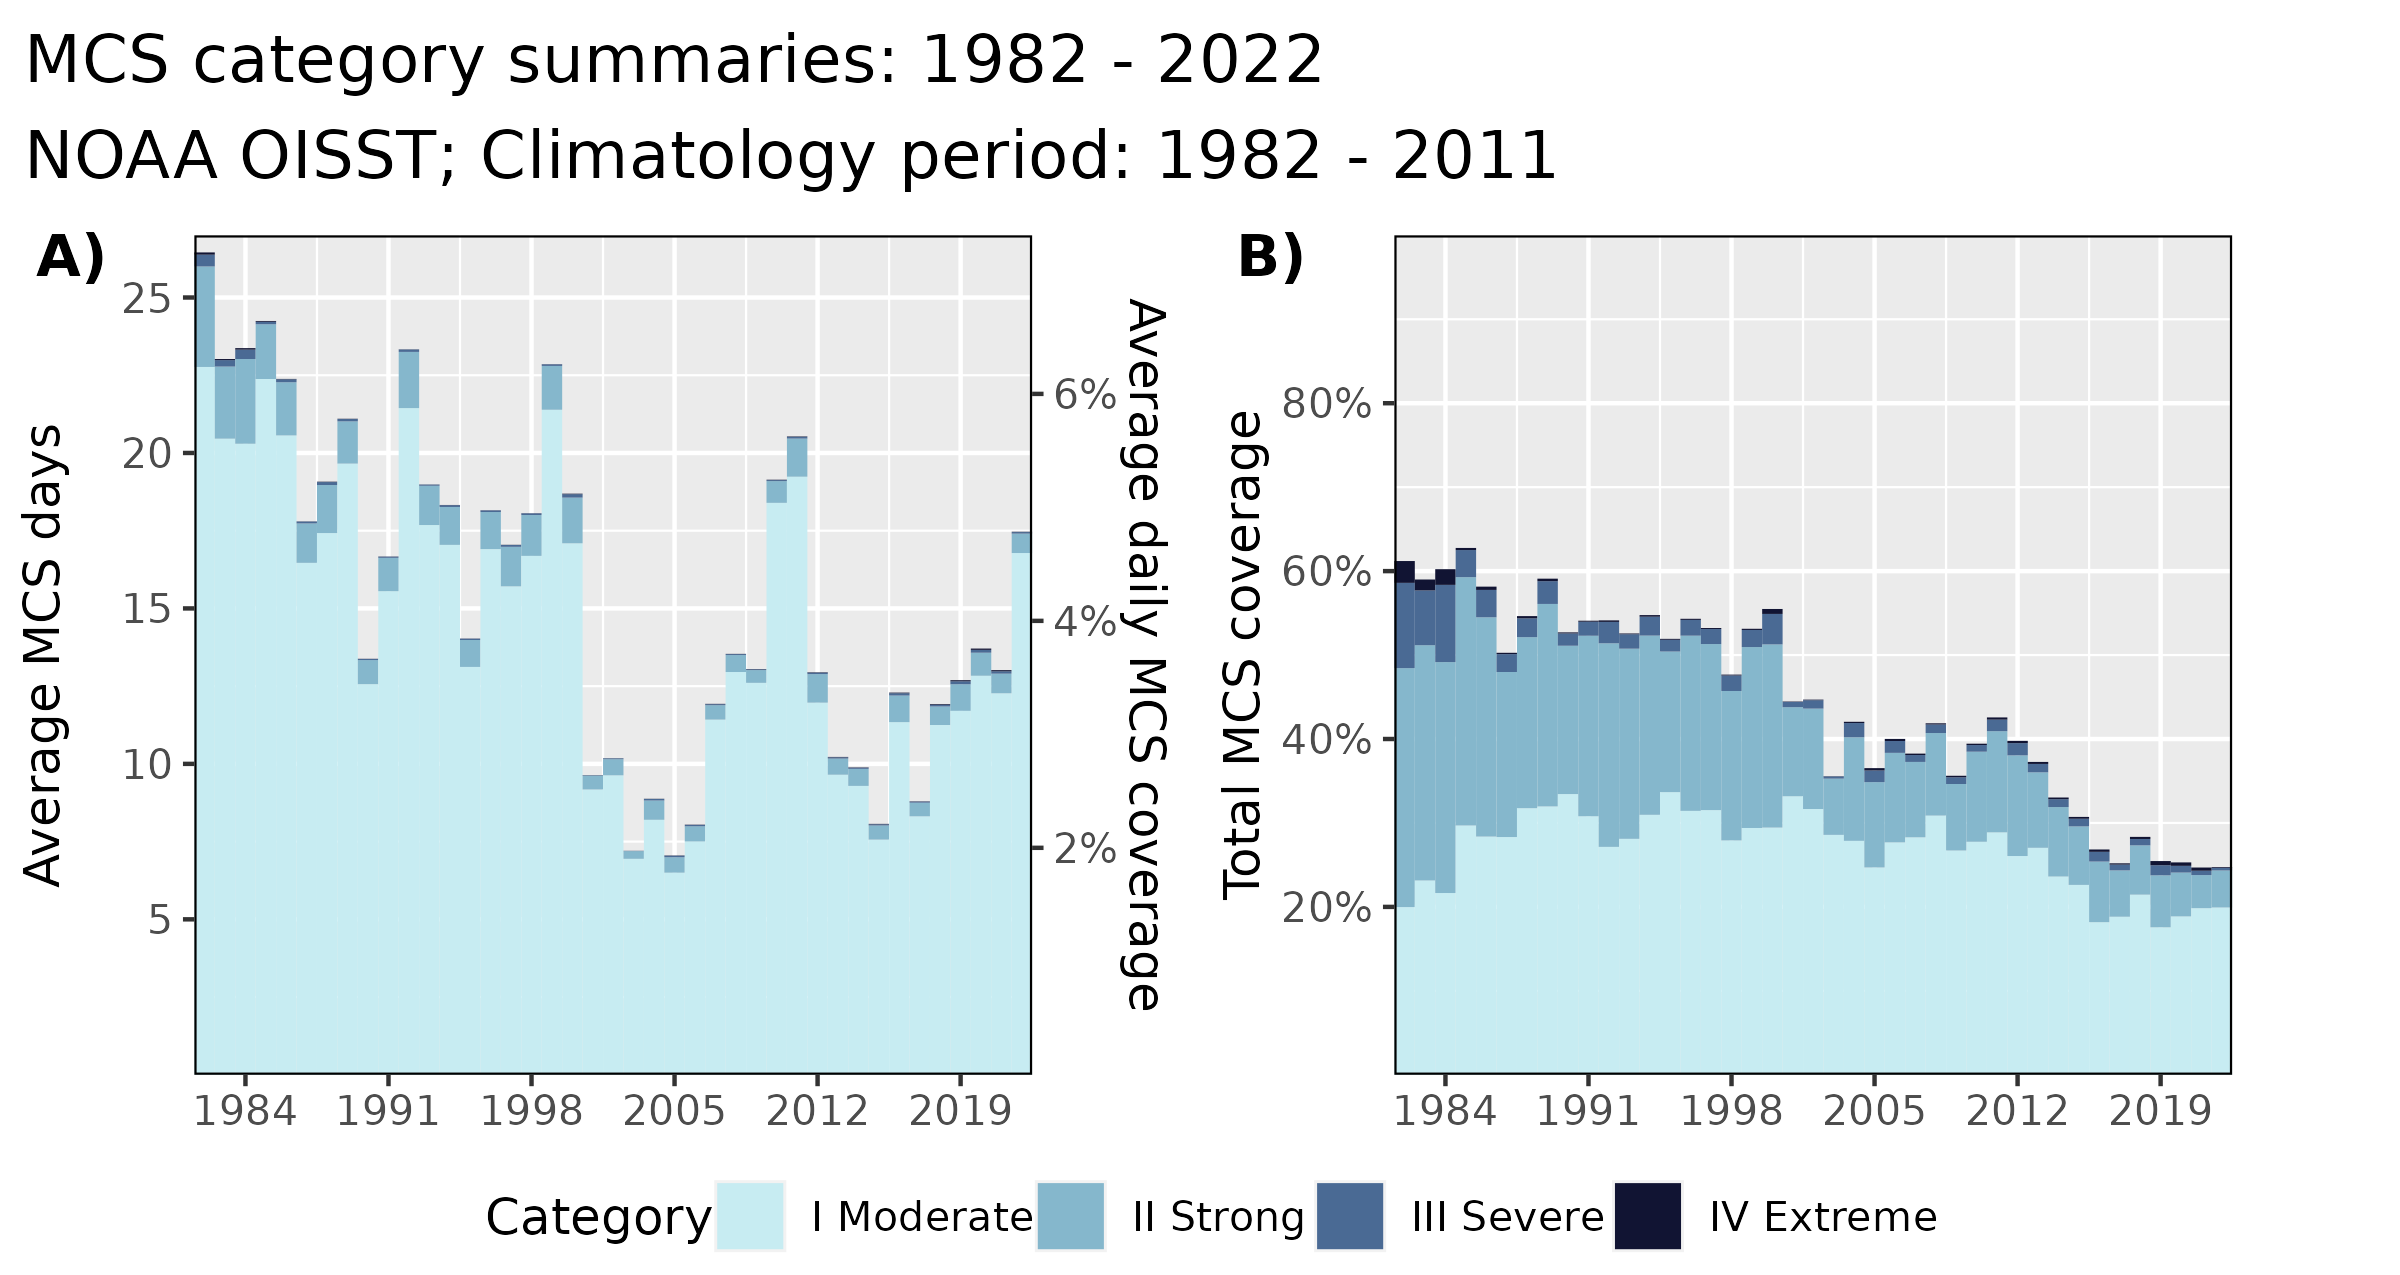 MCS category summaries: 1982 - 2022
NOAA OISST; Climatology period: 1982 - 2011
A)
Average MCS days
25
20
15
10
5
1984 1991 1998 2005 2012 2019
6%
4%
2%
Average daily MCS coverage
B)
Total MCS coverage
80%
60%
40%
20%
1984 1991 1998 2005 2012 2019
Category I Moderate II Strong III Severe IV Extreme